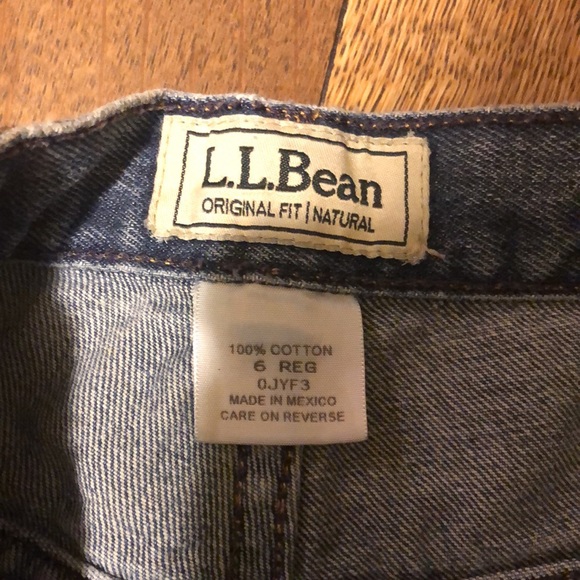 L.L.Bean
ORIGINAL FIT | NATURAL
100% COTTON
6 REG
0JYF3
MADE IN MEXICO
CARE ON REVERSE